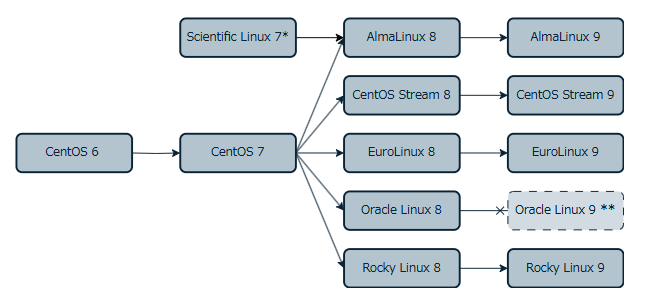 Scientific Linux 7*
AlmaLinux 8
AlmaLinux 9
CentOS Stream 8
CentOS Stream 9
CentOS 6
CentOS 7
EuroLinux 8
EuroLinux 9
Oracle Linux 8
Oracle Linux 9 **
Rocky Linux 8
Rocky Linux 9